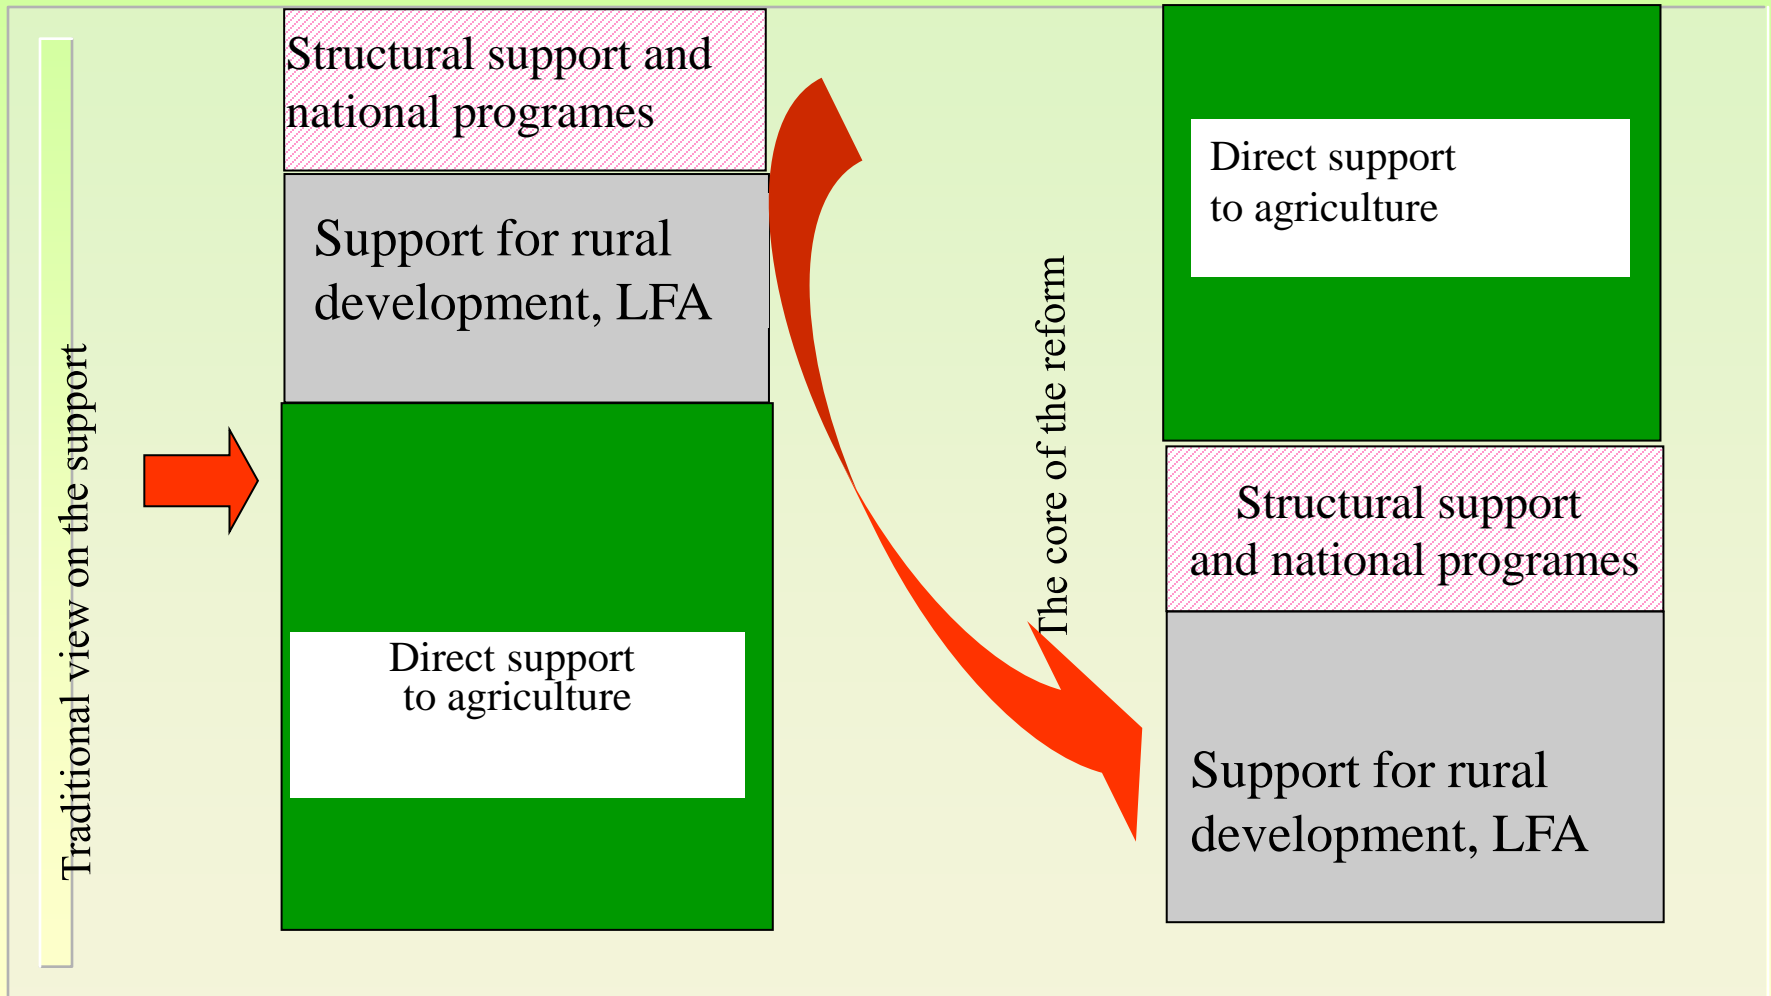 Traditional view on the support
Structural support and
national programes
Support for rural
development, LFA
Direct support
to agriculture
The core of the reform
Direct support
to agriculture
Structural support
and national programes
Support for rural
development, LFA